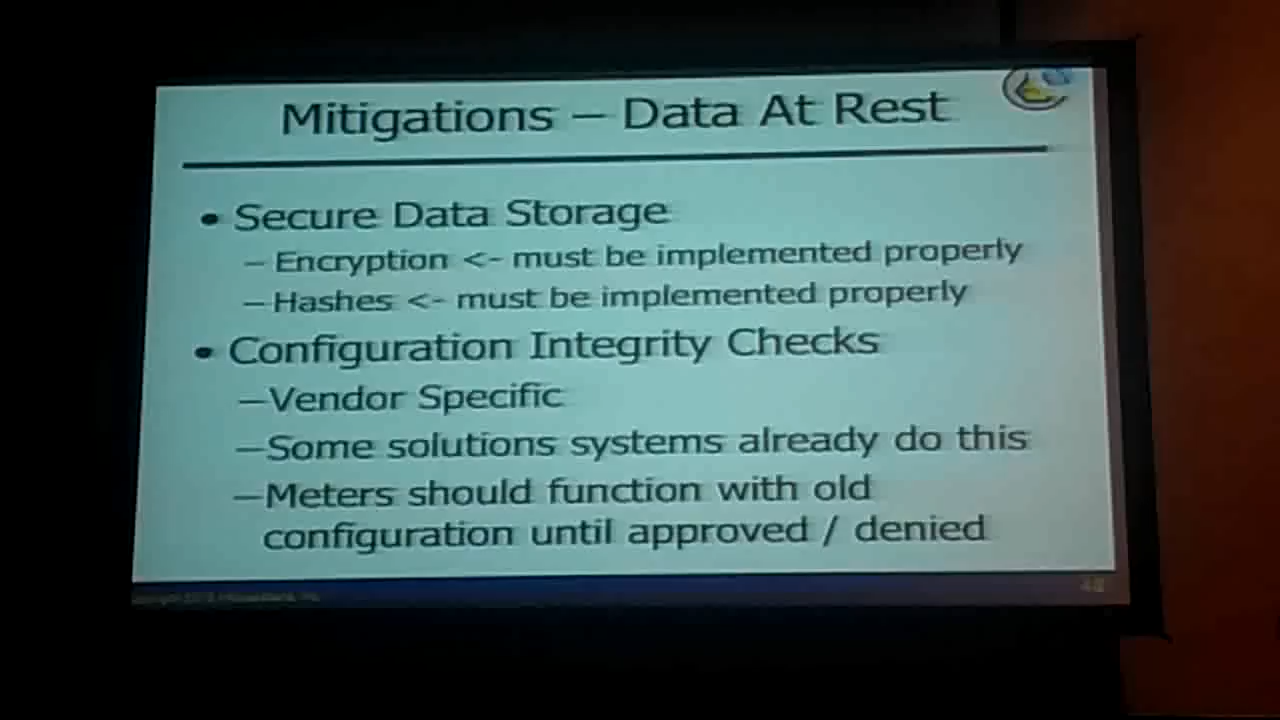 Mitigations – Data At Rest
• Secure Data Storage
– Encryption <- must be implemented properly
– Hashes <- must be implemented properly
• Configuration Integrity Checks
–Vendor Specific
–Some solutions systems already do this
–Meters should function with old
configuration until approved / denied